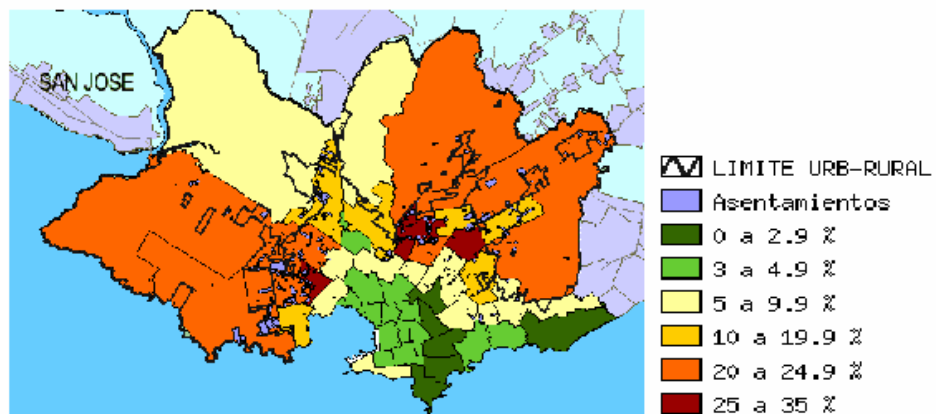 SAN JOSE
LIMITE URB-RURAL
Asentamientos
0 a 2.9 %
3 a 4.9 %
5 a 9.9 %
10 a 19.9 %
20 a 24.9 %
25 a 35 %